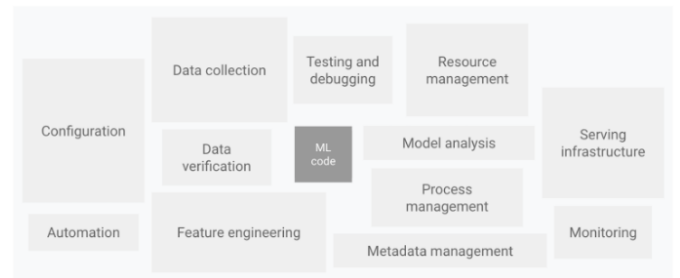 Configuration
Automation
Data collection
Data
verification
Feature engineering
Testing and
debugging
ML
code
Resource
management
Model analysis
Process
management
Metadata management
Serving
infrastructure
Monitoring